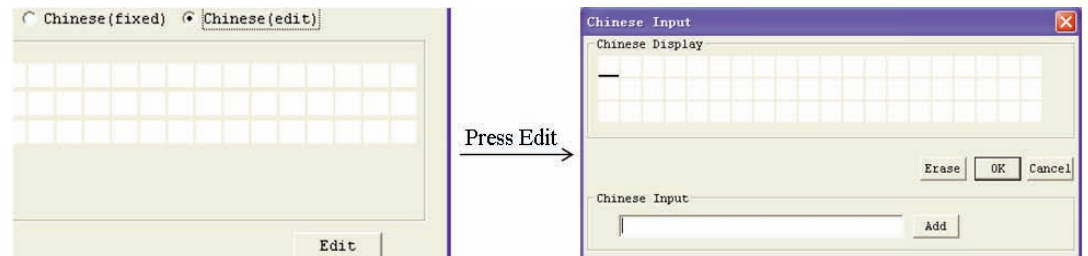 Chinese(fixed) Chinese(edit)
Edit
Press Edit
Chinese Input
Chinese Display
Erase OK Cancel
Chinese Input
Add